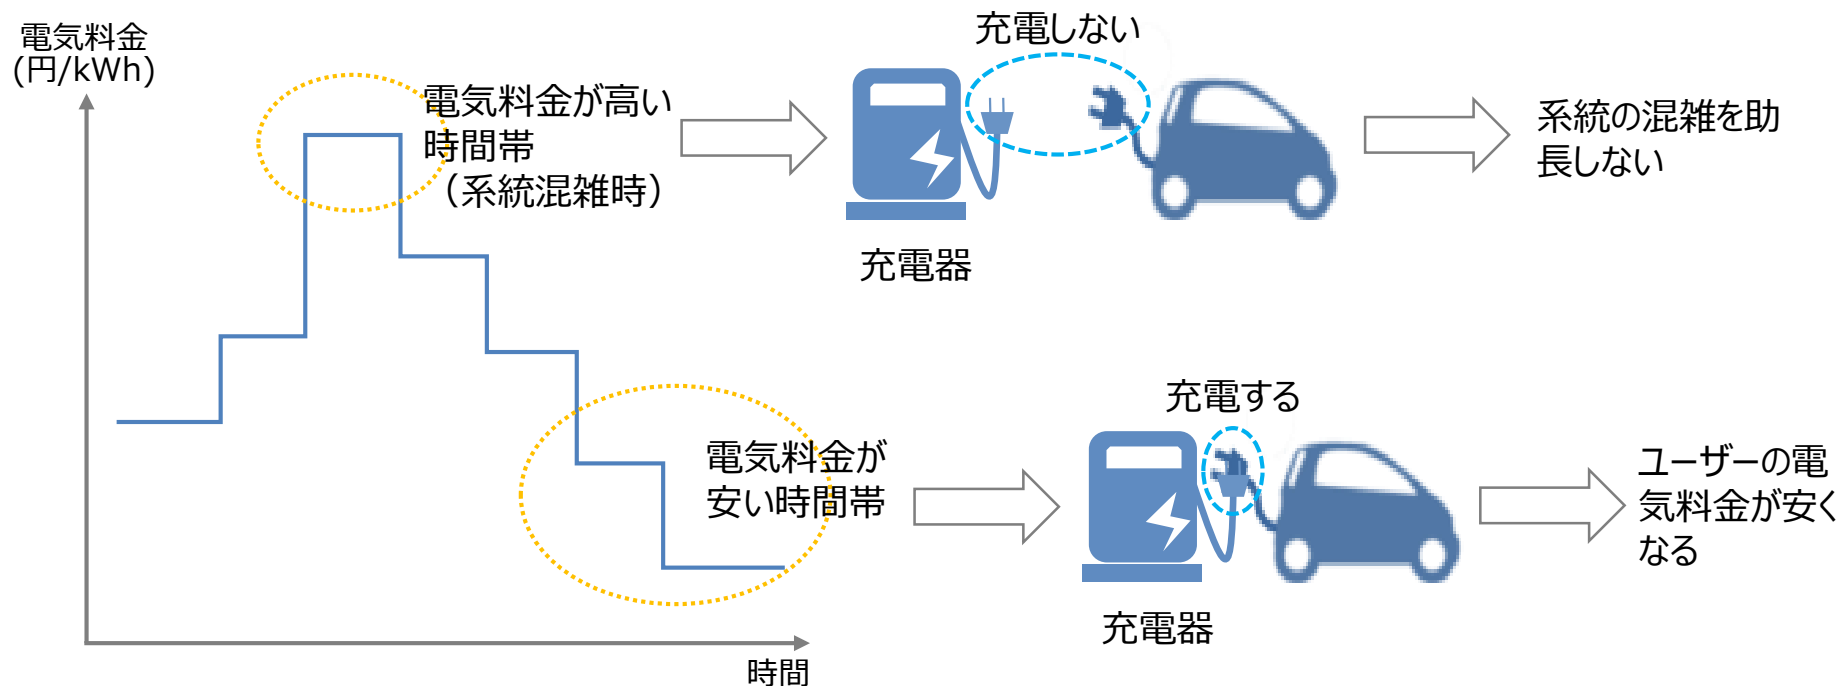 電気料金
(円/kWh)
電気料金が高い
時間帯
（系統混雑時）
充電しない
充電器
系統の混雑を助
長しない
電気料金が
安い時間帯
充電する
充電器
ユーザーの電
気料金が安く
なる
時間